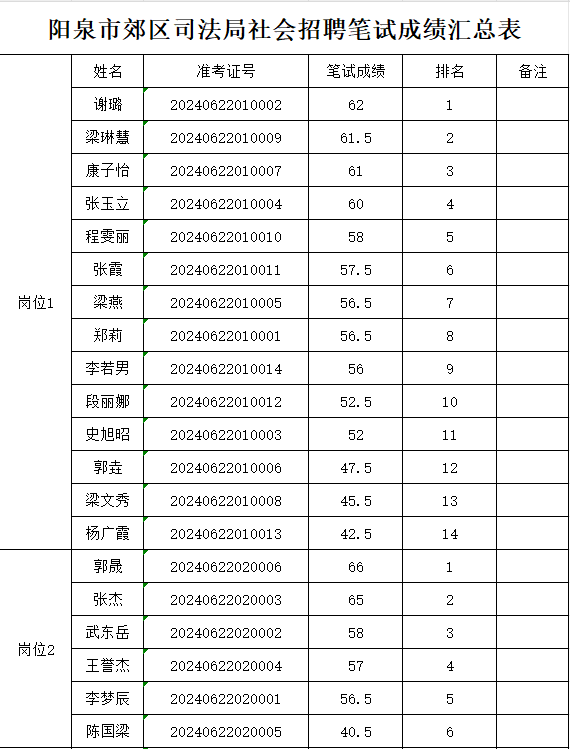 阳泉市郊区司法局社会招聘笔试成绩汇总表
姓名 准考证号 笔试成绩 排名 备注
岗位1
谢璐 20240622010002 62 1
梁琳慧 20240622010009 61.5 2
康子怡 20240622010007 61 3
张玉立 20240622010004 60 4
程雯丽 20240622010010 58 5
张霞 20240622010011 57.5 6
梁燕 20240622010005 56.5 7
郑莉 20240622010001 56.5 8
李若男 20240622010014 56 9
段丽娜 20240622010012 52.5 10
史旭昭 20240622010003 52 11
郭垚 20240622010006 47.5 12
梁文秀 20240622010008 45.5 13
杨广霞 20240622010013 42.5 14
岗位2
郭晟 20240622020006 66 1
张杰 20240622020003 65 2
武东岳 20240622020002 58 3
王誉杰 20240622020004 57 4
李梦辰 20240622020001 56.5 5
陈国梁 20240622020005 40.5 6